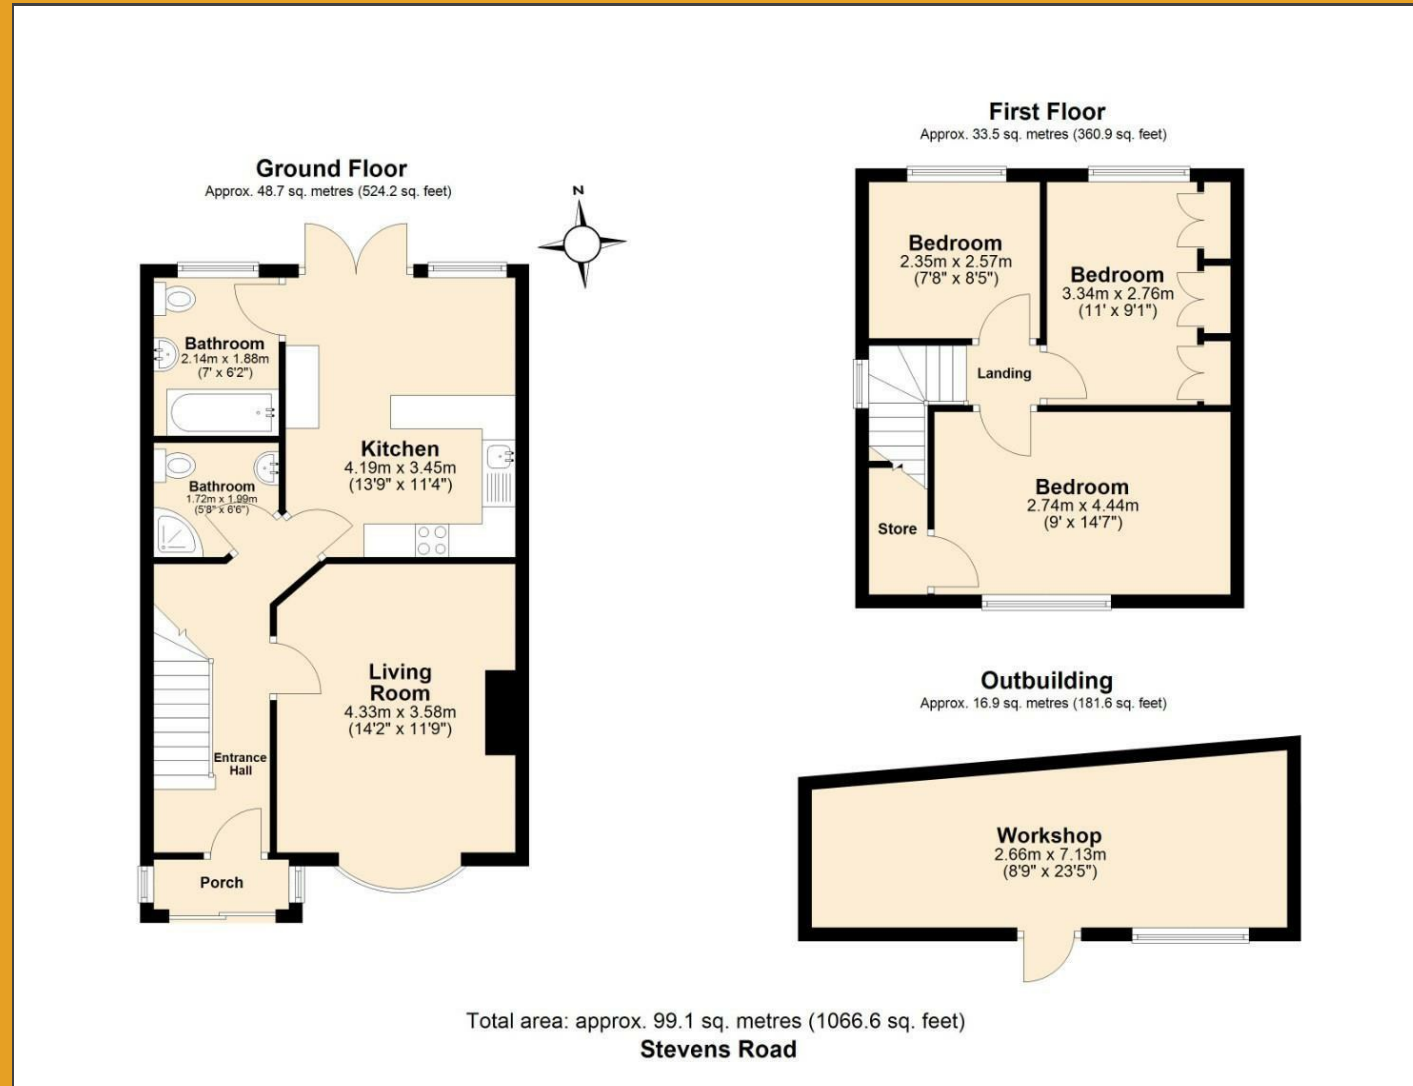 First Floor
Approx. 33.5 sq. metres (360.9 sq. feet)
Ground Floor
Approx. 48.7 sq. metres (524.2 sq. feet)
N
Bathroom
2.14m x 1.88m
(7' x 6'2")
Kitchen
4.19m x 3.45m
(13'9" x 11'4")
Bathroom
1.72m x 1.99m
(5'8" x 6'6")
Living
Room
4.33m x 3.58m
(14'2" x 11'9")
Entrance
Hall
Porch
Bedroom
2.35m x 2.57m
(7'8" x 8'5")
Bedroom
3.34m x 2.76m
(11' x 9'1")
Landing
Bedroom
2.74m x 4.44m
(9' x 14'7")
Store
Outbuilding
Approx. 16.9 sq. metres (181.6 sq. feet)
Workshop
2.66m x 7.13m
(8'9" x 23'5")
Total area: approx. 99.1 sq. metres (1066.6 sq. feet)
Stevens Road